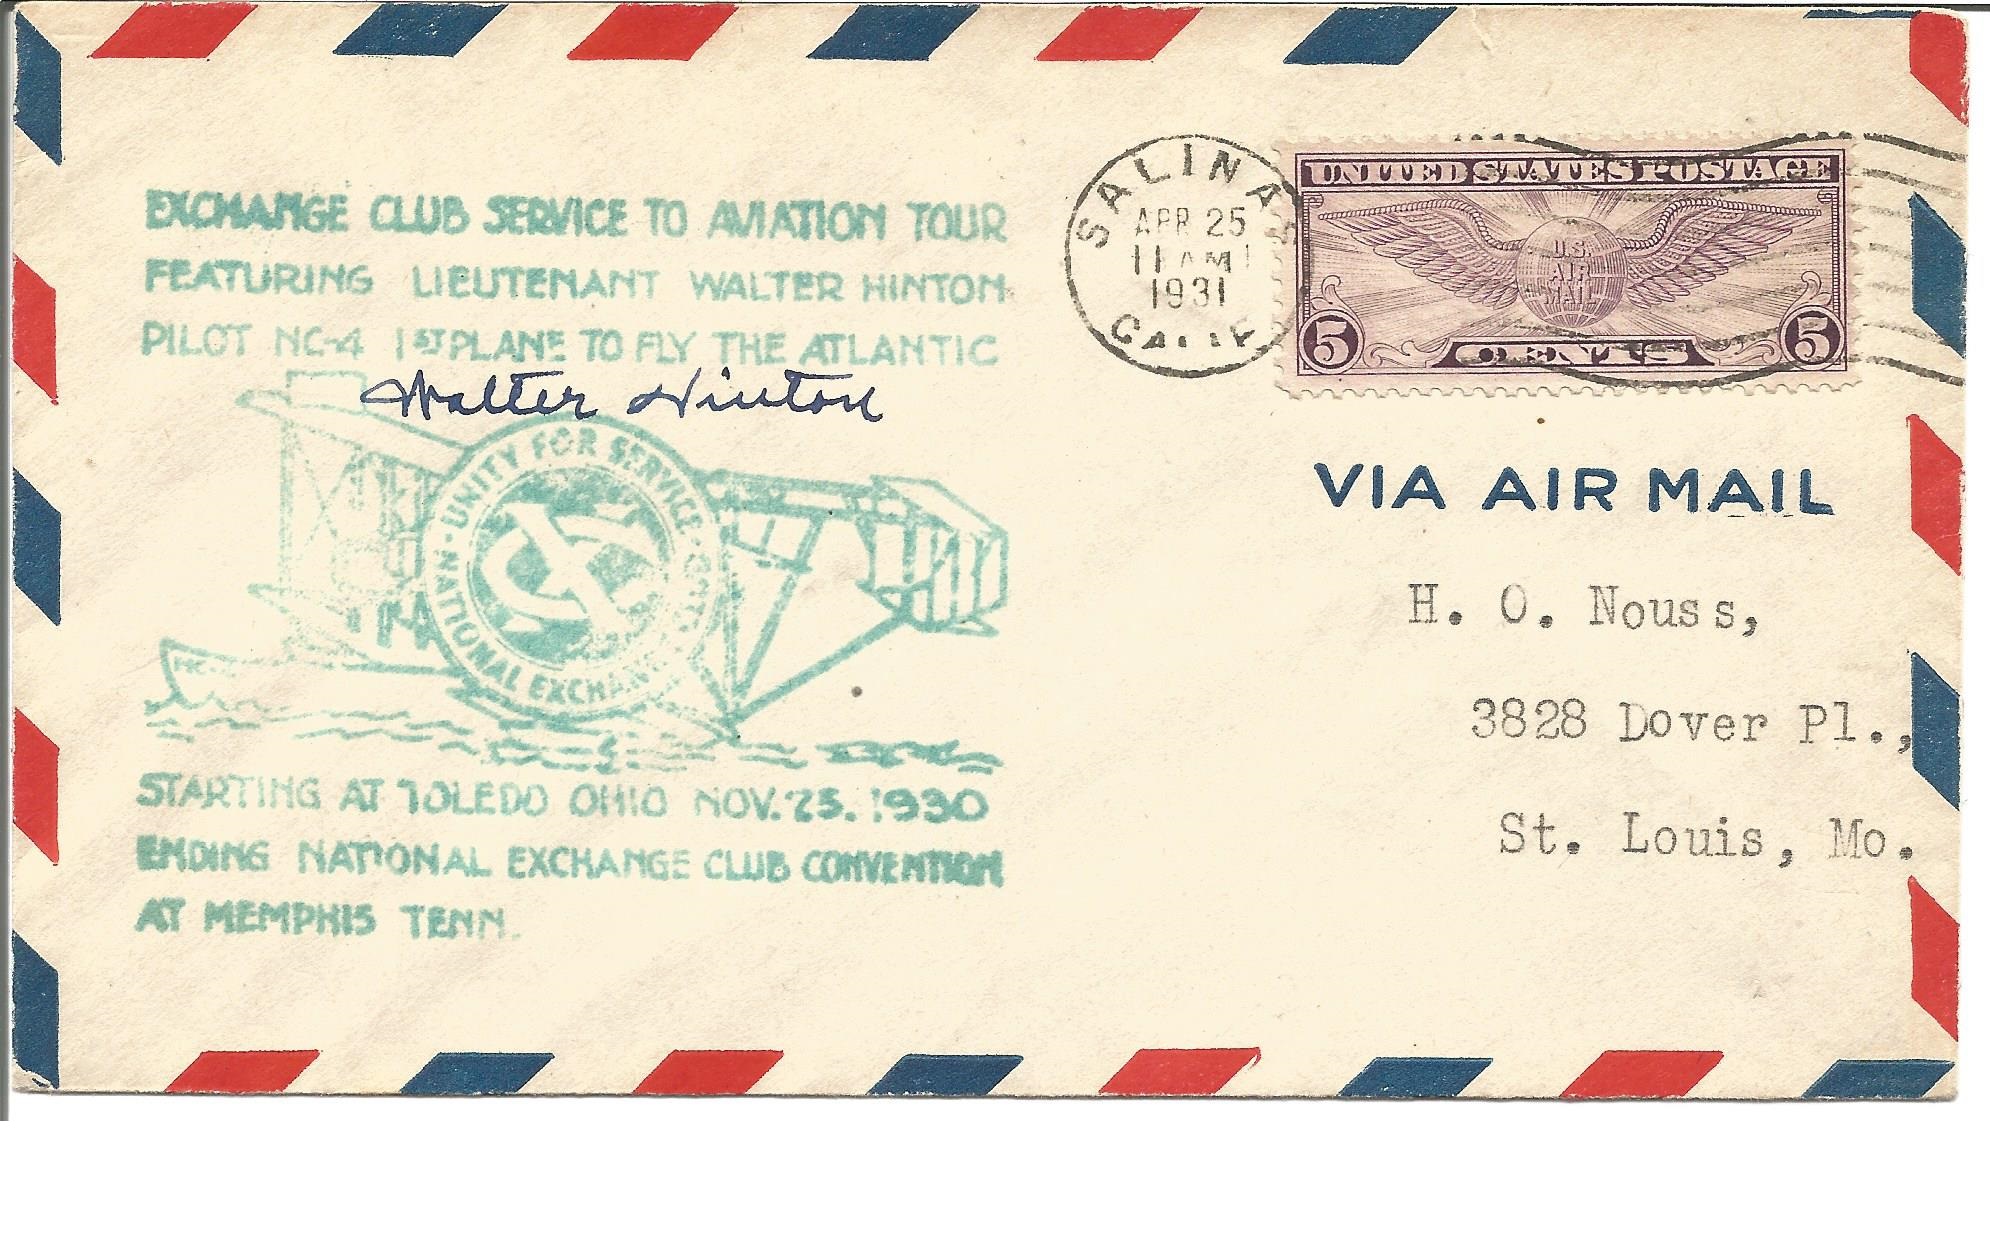 EXCHANGE CLUB SERVICE TO AVIATION TOUR
FEATURING LIEUTENANT WALTER HINTON
PILOT NC-4 1ST PLANE TO FLY THE ATLANTIC
Walter Hinton
UNITY FOR SERVICE
NATIONAL EXCHANGE
STARTING AT TOLEDO OHIO NOV. 25. 1930
ENDING NATIONAL EXCHANGE CLUB CONVENTION
AT MEMPHIS TENN.
SALINAS
APR 25
11 AM
1931
CALIF
UNITED STATES POSTAGE
U.S.
AIR
MAIL
5 CENTS 5
VIA AIR MAIL
H. O. Nouss,
3828 Dover Pl.,
St. Louis, Mo.